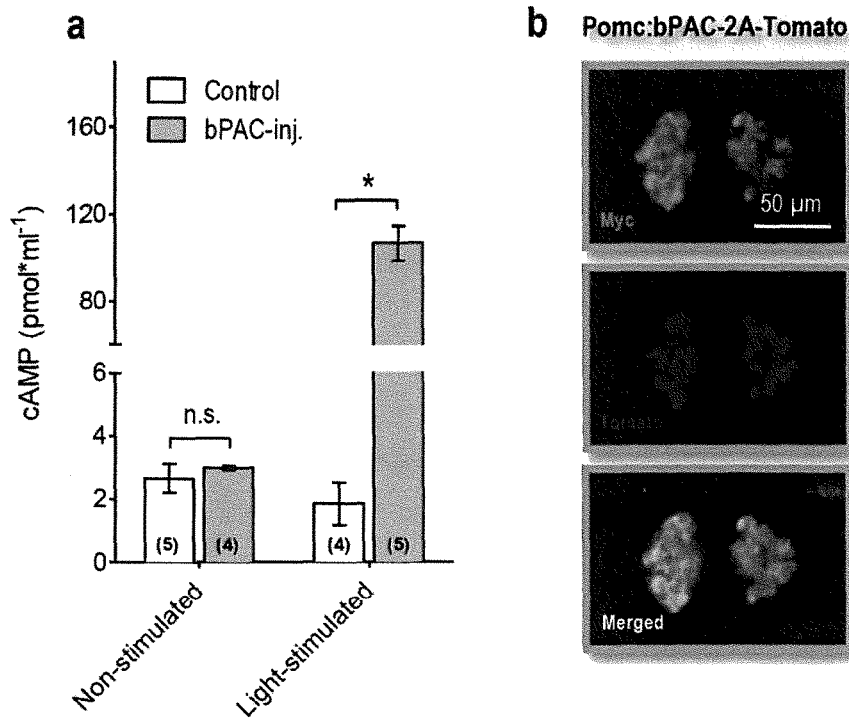 a
Control
bPAC-inj.
160
120
80
6
4
2
0
cAMP (pmol*ml⁻¹)
*
n.s.
(5)
(4)
(4)
(5)
Non-stimulated
Light-stimulated
b
Pomc:bPAC-2A-Tomato
Myc
50 µm
Tomato
Merged